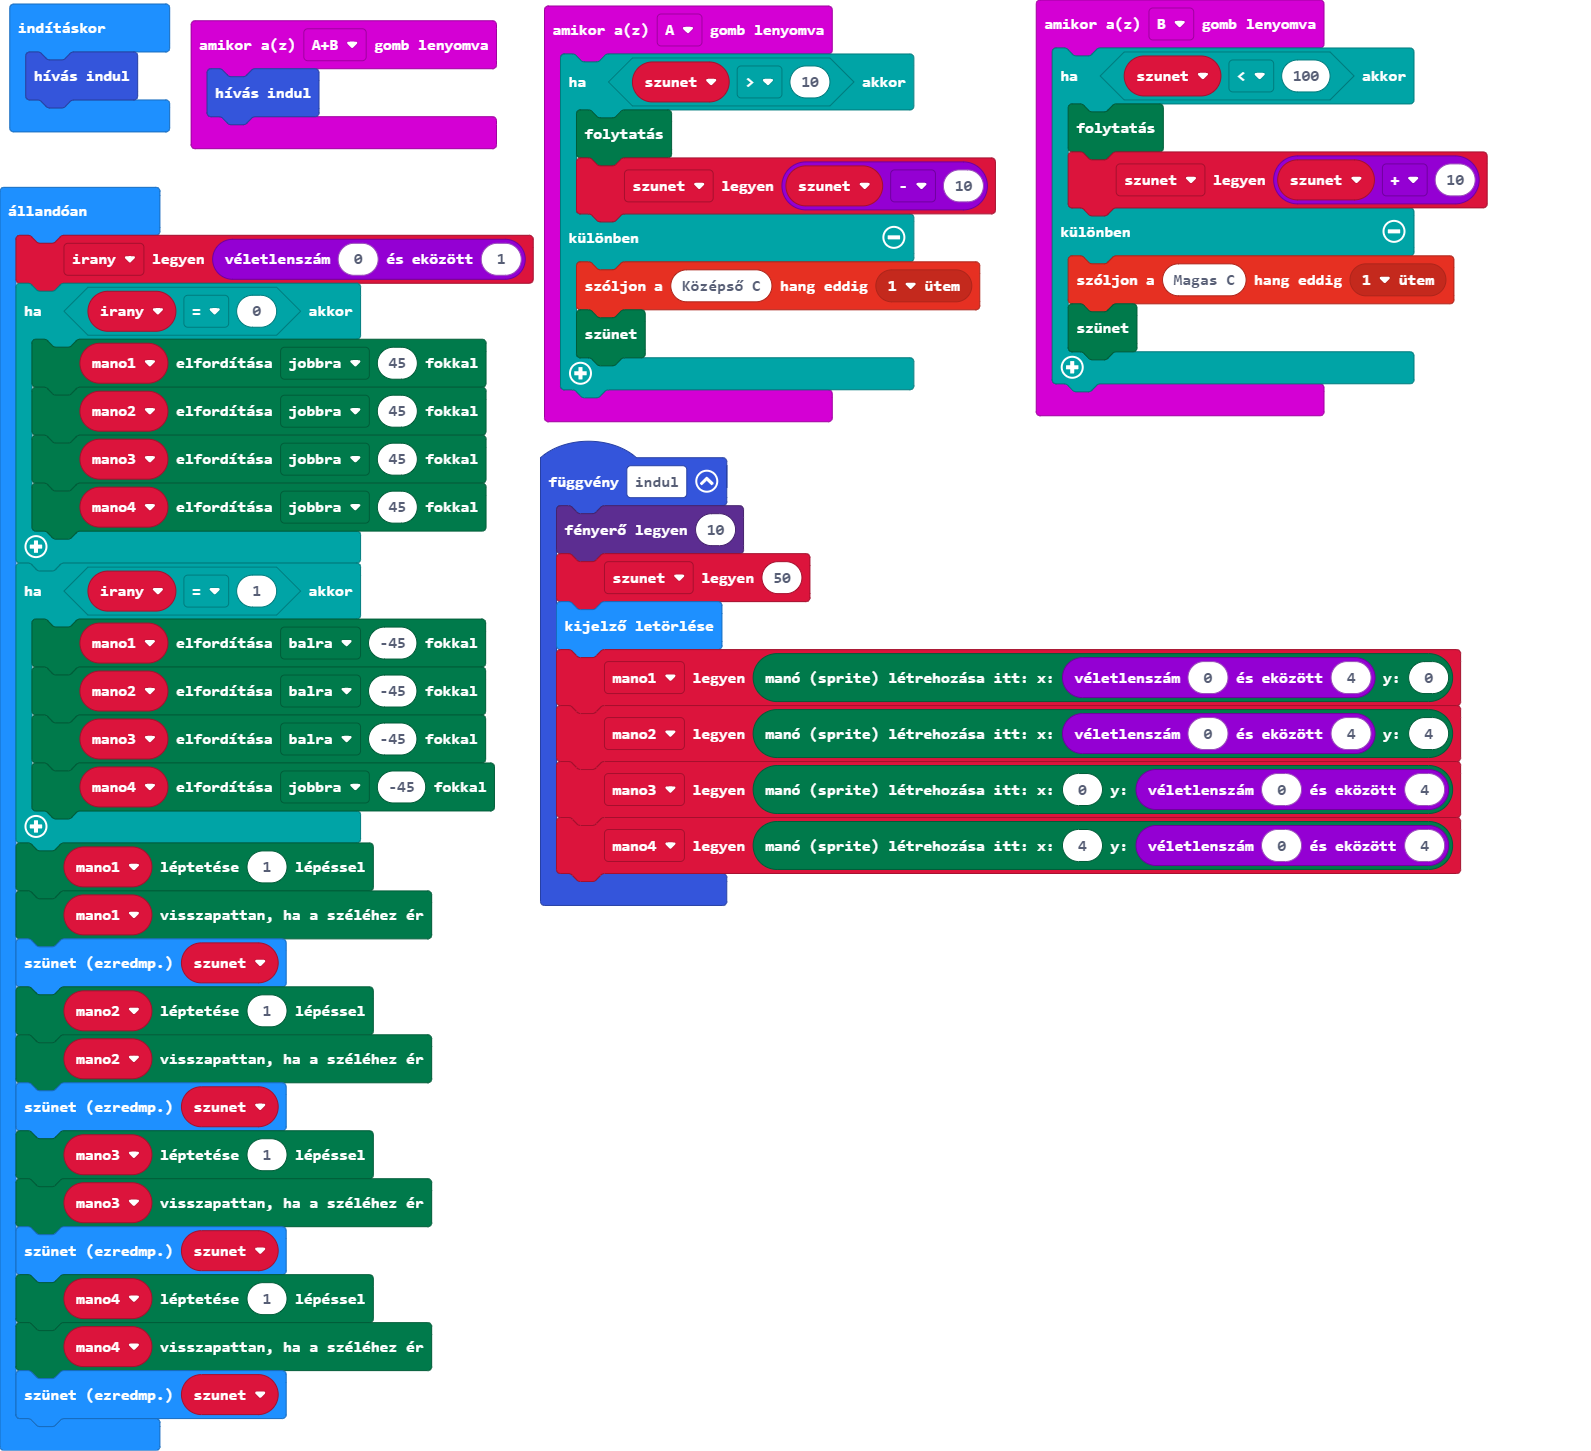 indításkor
hívás indul
amikor a(z) A+B gomb lenyomva
hívás indul
állandóan
irany legyen véletlenszám 0 és eközött 1
ha irany = 0 akkor
mano1 elfordítása jobbra 45 fokkal
mano2 elfordítása jobbra 45 fokkal
mano3 elfordítása jobbra 45 fokkal
mano4 elfordítása jobbra 45 fokkal
ha irany = 1 akkor
mano1 elfordítása balra -45 fokkal
mano2 elfordítása balra -45 fokkal
mano3 elfordítása balra -45 fokkal
mano4 elfordítása jobbra -45 fokkal
mano1 léptetése 1 lépéssel
mano1 visszapattan, ha a széléhez ér
szünet (ezredmp.) szunet
mano2 léptetése 1 lépéssel
mano2 visszapattan, ha a széléhez ér
szünet (ezredmp.) szunet
mano3 léptetése 1 lépéssel
mano3 visszapattan, ha a széléhez ér
szünet (ezredmp.) szunet
mano4 léptetése 1 lépéssel
mano4 visszapattan, ha a széléhez ér
szünet (ezredmp.) szunet
amikor a(z) A gomb lenyomva
ha szunet > 10 akkor
folytatás
szunet legyen szunet - 10
különben
szóljon a Középső C hang eddig 1 ütem
szünet
amikor a(z) B gomb lenyomva
ha szunet < 100 akkor
folytatás
szunet legyen szunet + 10
különben
szóljon a Magas C hang eddig 1 ütem
szünet
függvény indul
fényerő legyen 10
szunet legyen 50
kijelző letörlése
mano1 legyen manó (sprite) létrehozása itt: x: véletlenszám 0 és eközött 4 y: 0
mano2 legyen manó (sprite) létrehozása itt: x: véletlenszám 0 és eközött 4 y: 4
mano3 legyen manó (sprite) létrehozása itt: x: 0 y: véletlenszám 0 és eközött 4
mano4 legyen manó (sprite) létrehozása itt: x: 4 y: véletlenszám 0 és eközött 4